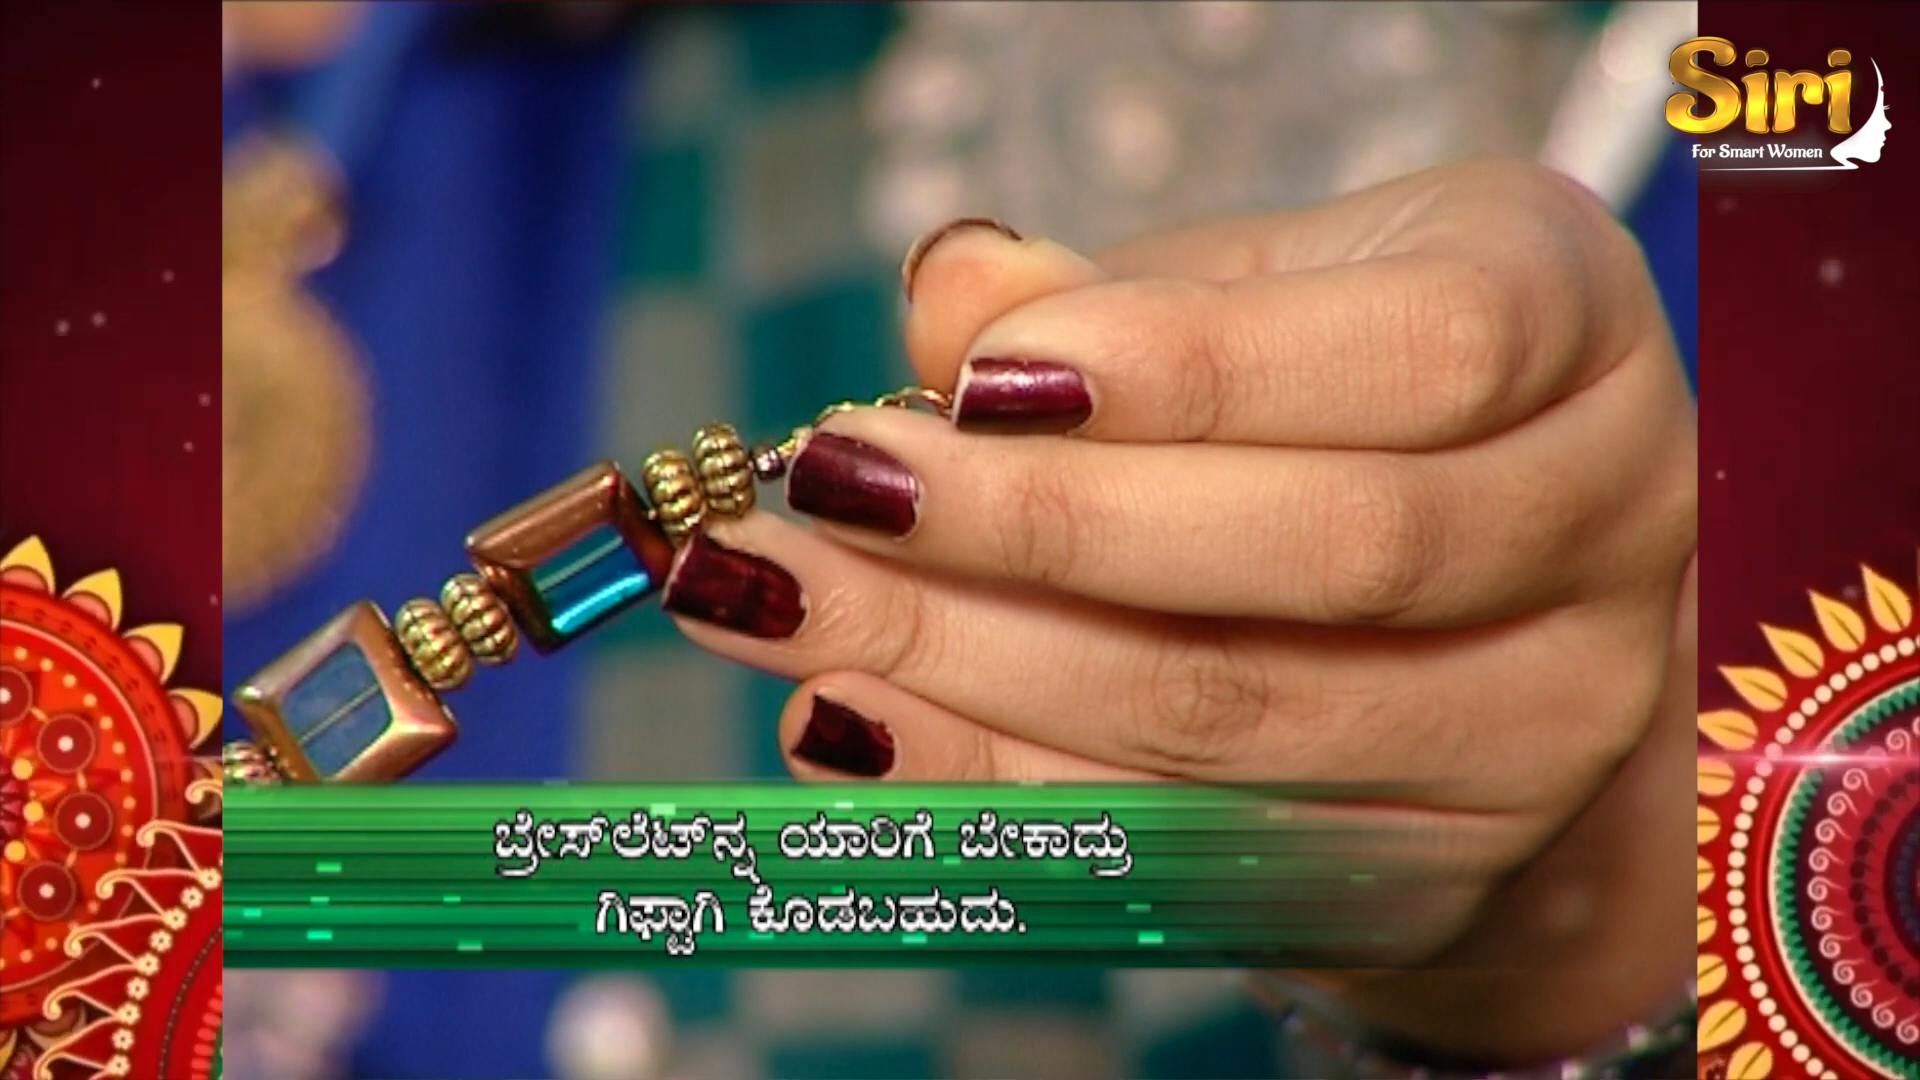 Siri
For Smart Women
ಬ್ರೇಸ್‌ಲೆಟ್‌ನ್ನ ಯಾರಿಗೆ ಬೇಕಾದ್ರು
ಗಿಫ್ಟಾಗಿ ಕೊಡಬಹುದು.